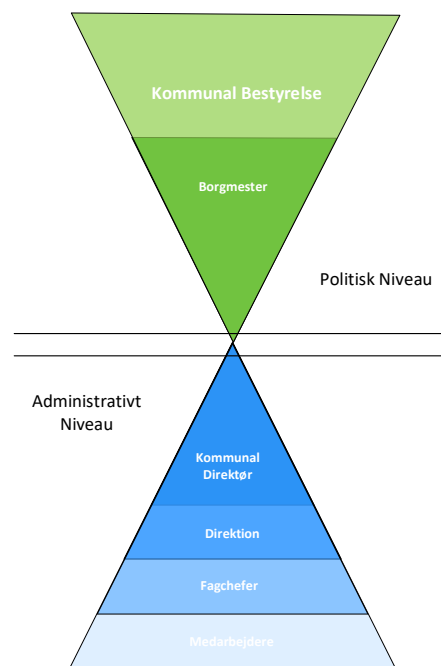 Kommunal Bestyrelse
Borgmester
Politisk Niveau
Administrativt
Niveau
Kommunal
Direktør
Direktion
Fagchefer
Medarbejdere